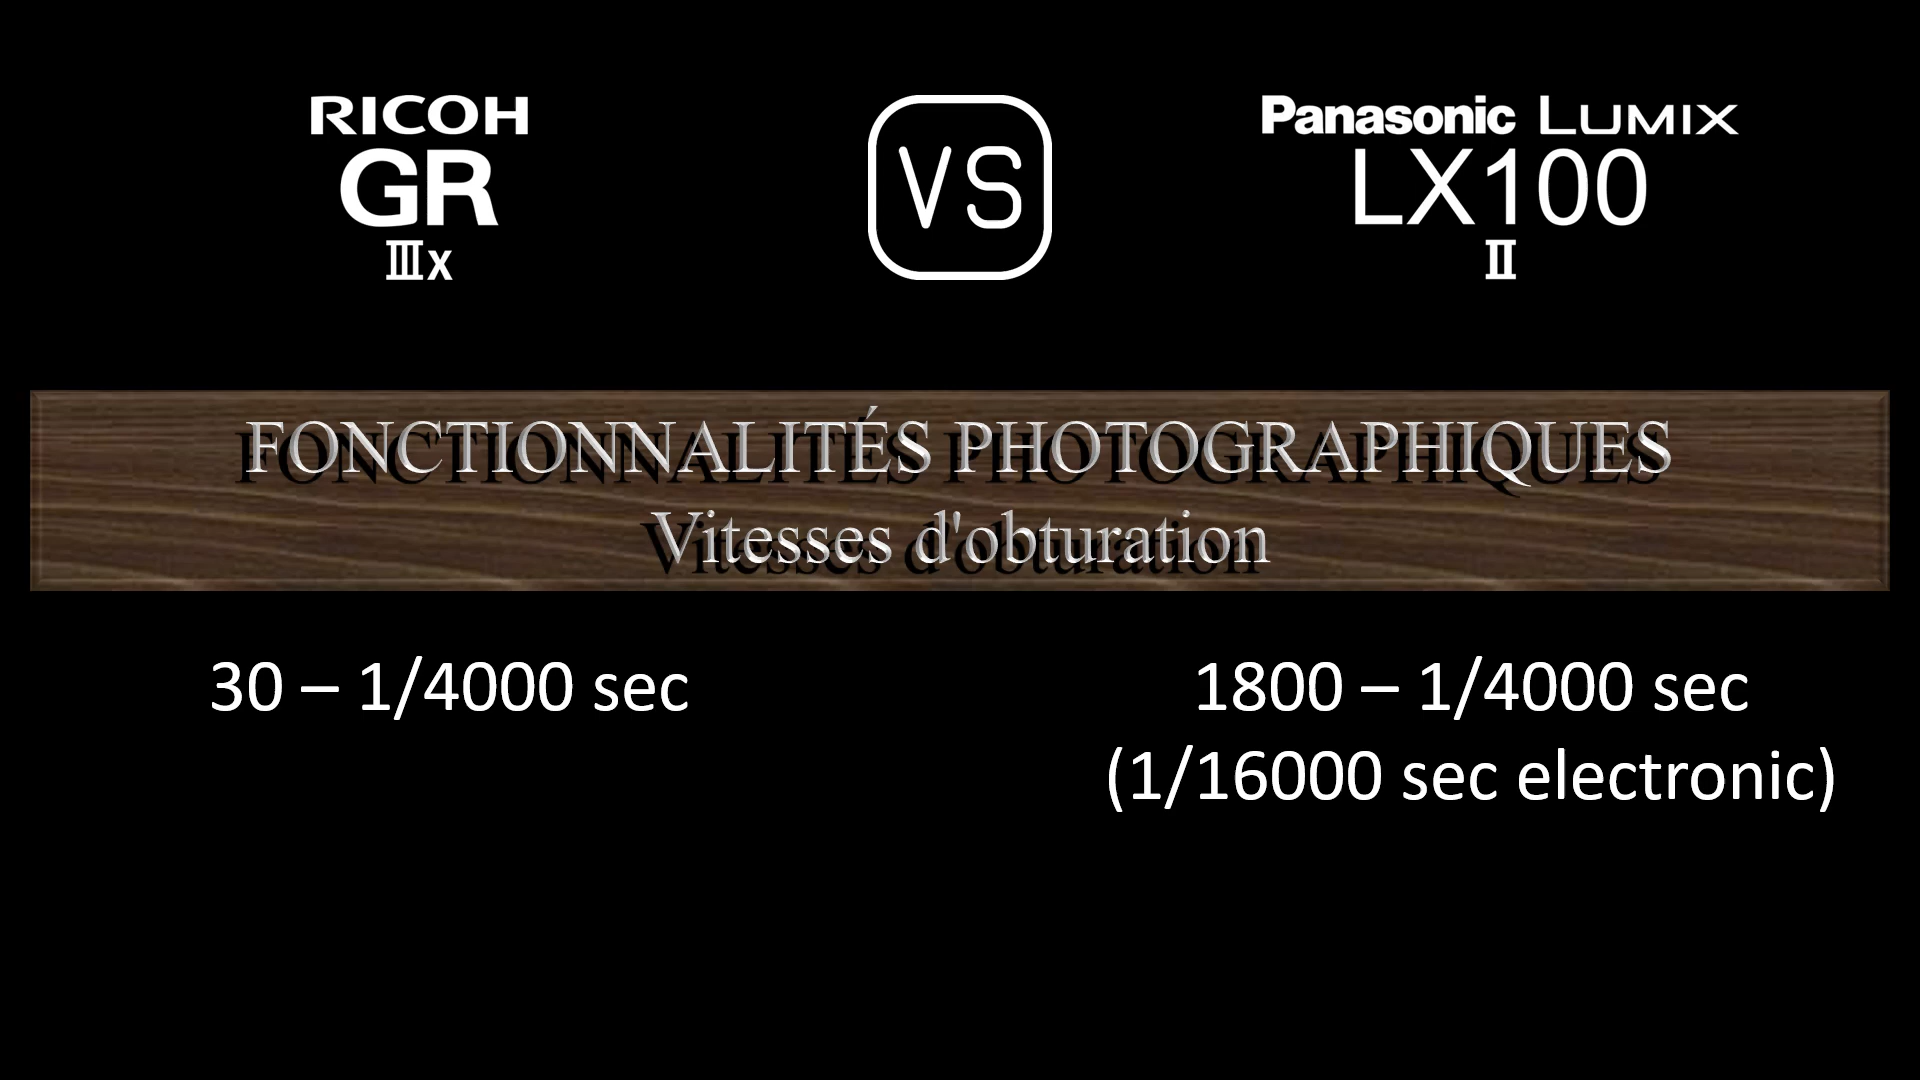 RICOH
GR
IIIx
VS
Panasonic LUMIX
LX100
II
FONCTIONNALITÉS PHOTOGRAPHIQUES
Vitesses d'obturation
30 – 1/4000 sec
1800 – 1/4000 sec
(1/16000 sec electronic)